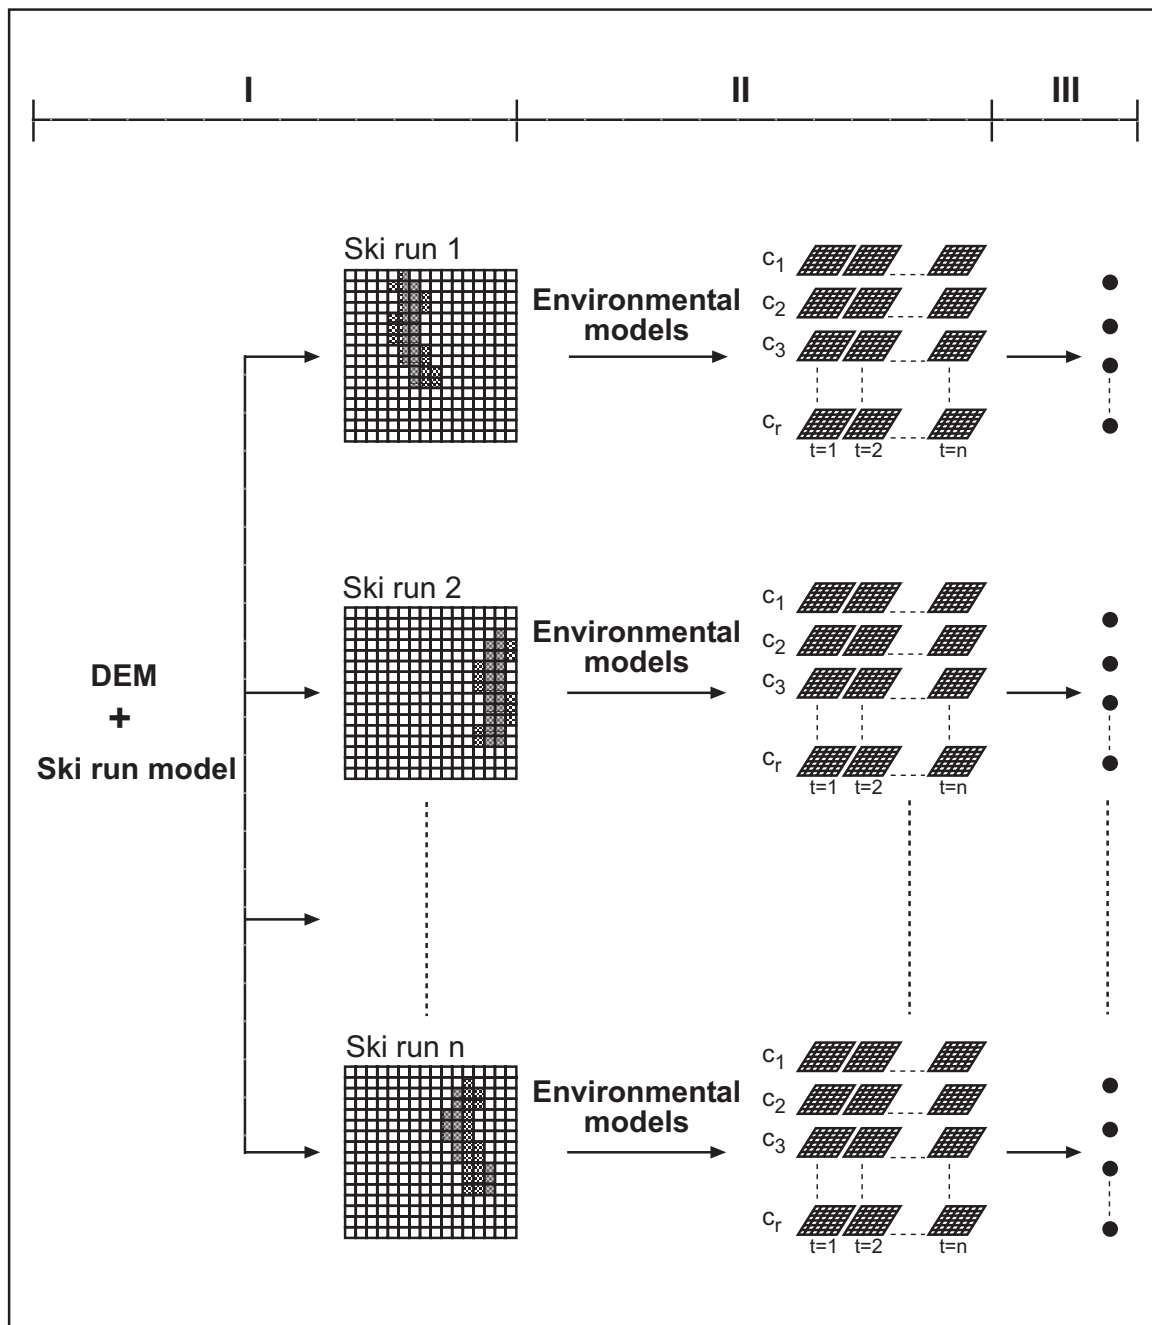 I II III
Ski run 1
Environmental
models
c1
c2
c3
cr
t=1 t=2 t=n
Ski run 2
Environmental
models
c1
c2
c3
cr
t=1 t=2 t=n
DEM
+
Ski run model
Ski run n
Environmental
models
c1
c2
c3
cr
t=1 t=2 t=n